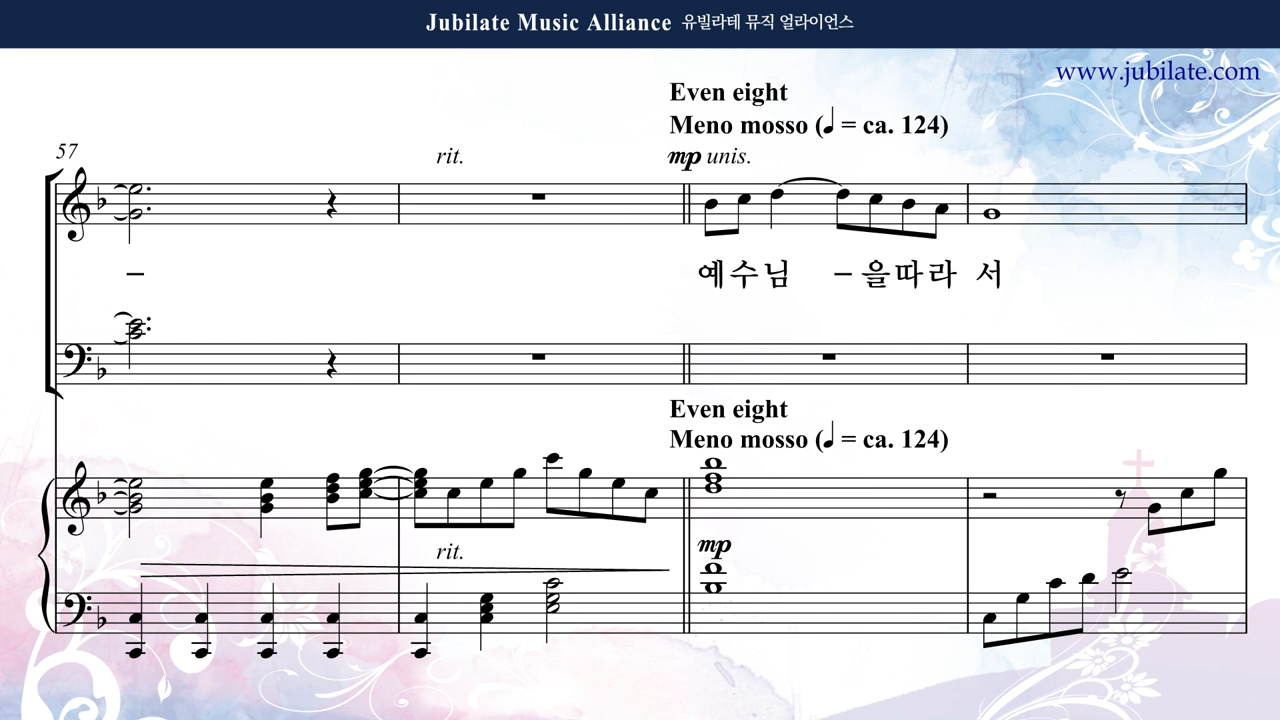 Jubilate Music Alliance 유빌라테 뮤직 얼라이언스
www.jubilate.com
Even eight
Meno mosso (♩ = ca. 124)
57
rit.
mp unis.
– 예수님 – 을따라 서
Even eight
Meno mosso (♩ = ca. 124)
rit.
mp